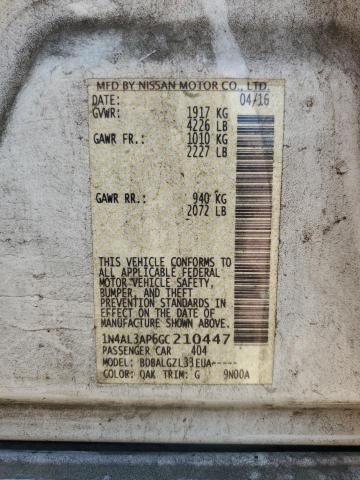 MFD BY NISSAN MOTOR CO., LTD.
DATE: 04/16
GVWR: 1917 KG
4226 LB
GAWR FR.: 1010 KG
2227 LB
GAWR RR.: 940 KG
2072 LB
THIS VEHICLE CONFORMS TO
ALL APPLICABLE FEDERAL
MOTOR VEHICLE SAFETY,
BUMPER, AND THEFT
PREVENTION STANDARDS IN
EFFECT ON THE DATE OF
MANUFACTURE SHOWN ABOVE.
1N4AL3AP6GC210447
PASSENGER CAR 404
MODEL: BDBALGZL33EUA-----
COLOR: QAK TRIM: G 9N00A